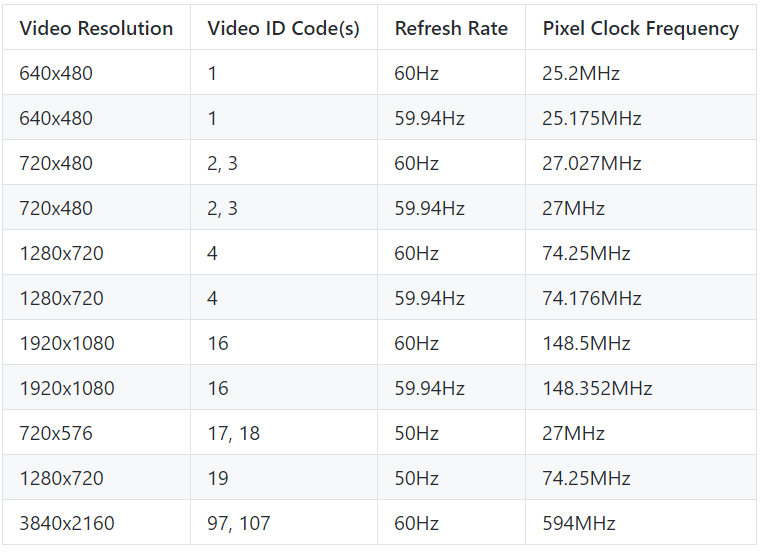 Video Resolution Video ID Code(s) Refresh Rate Pixel Clock Frequency
640x480 1 60Hz 25.2MHz
640x480 1 59.94Hz 25.175MHz
720x480 2, 3 60Hz 27.027MHz
720x480 2, 3 59.94Hz 27MHz
1280x720 4 60Hz 74.25MHz
1280x720 4 59.94Hz 74.176MHz
1920x1080 16 60Hz 148.5MHz
1920x1080 16 59.94Hz 148.352MHz
720x576 17, 18 50Hz 27MHz
1280x720 19 50Hz 74.25MHz
3840x2160 97, 107 60Hz 594MHz